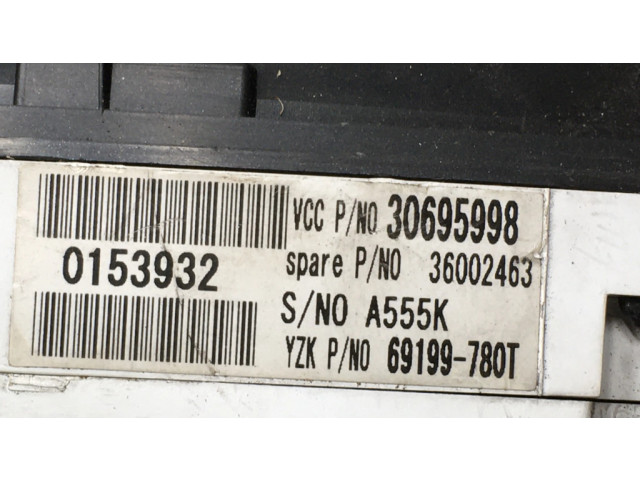 VCC P/NO 30695998
0153932
spare P/NO 36002463
S/NO A555K
YZK P/NO 69199-780T